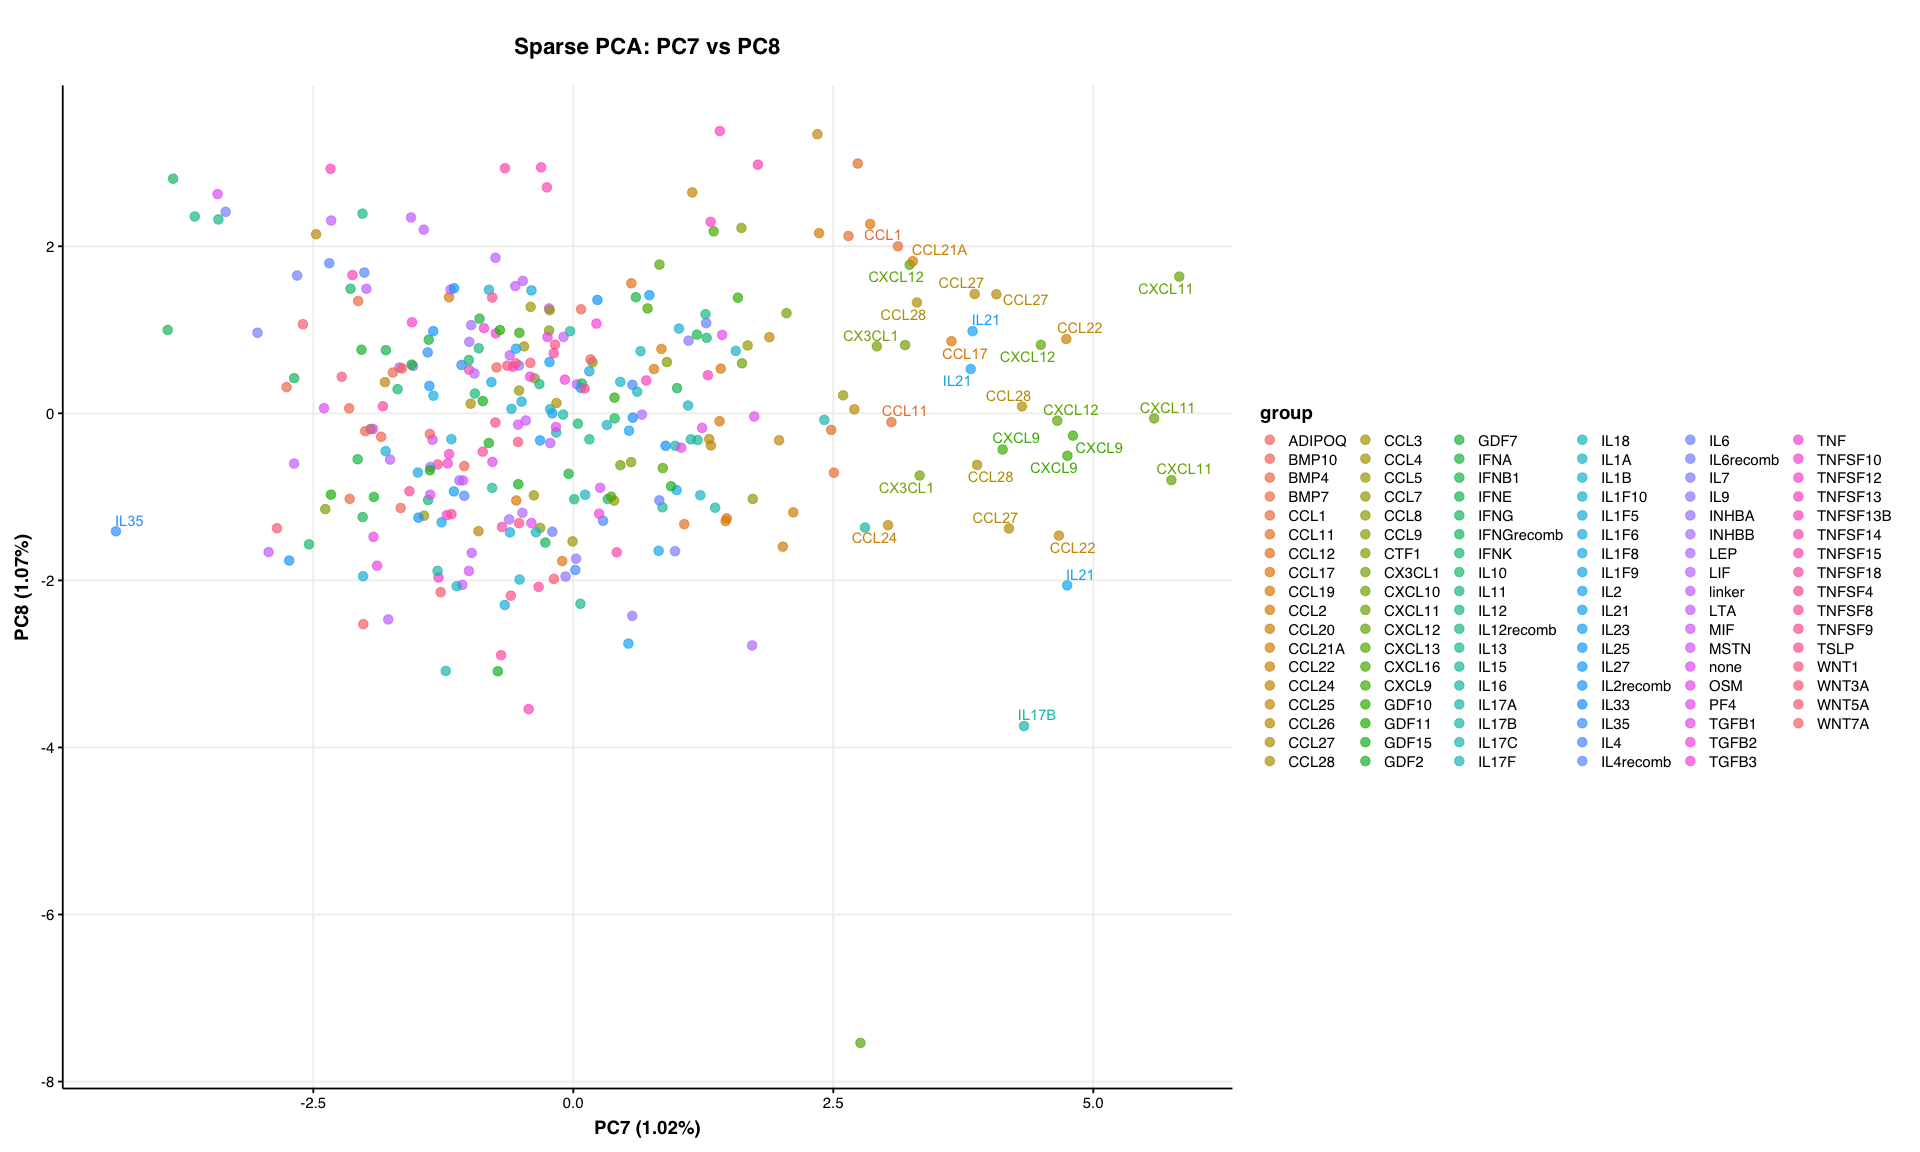 Sparse PCA: PC7 vs PC8
PC8 (1.07%)
2
0
-2
-4
-6
-8
CCL1
CCL21A
CXCL12
CCL27
CCL27
CXCL11
CCL28
IL21
CCL22
CX3CL1
CCL17
CXCL12
IL21
CCL28
CCL11
CXCL12
CXCL11
CXCL9
CXCL9
CXCL9
CXCL11
CCL28
CX3CL1
IL35
CCL27
CCL24
CCL22
IL21
IL17B
-2.5
0.0
2.5
5.0
PC7 (1.02%)
group
ADIPOQ
BMP10
BMP4
BMP7
CCL1
CCL11
CCL12
CCL17
CCL19
CCL2
CCL20
CCL21A
CCL22
CCL24
CCL25
CCL26
CCL27
CCL28
CCL3
CCL4
CCL5
CCL7
CCL8
CCL9
CTF1
CX3CL1
CXCL10
CXCL11
CXCL12
CXCL13
CXCL16
CXCL9
GDF10
GDF11
GDF15
GDF2
GDF7
IFNA
IFNB1
IFNE
IFNG
IFNGrecomb
IFNK
IL10
IL11
IL12
IL12recomb
IL13
IL15
IL16
IL17A
IL17B
IL17C
IL17F
IL18
IL1A
IL1B
IL1F10
IL1F5
IL1F6
IL1F8
IL1F9
IL2
IL21
IL23
IL25
IL27
IL2recomb
IL33
IL35
IL4
IL4recomb
IL6
IL6recomb
IL7
IL9
INHBA
INHBB
LEP
LIF
linker
LTA
MIF
MSTN
none
OSM
PF4
TGFB1
TGFB2
TGFB3
TNF
TNFSF10
TNFSF12
TNFSF13
TNFSF13B
TNFSF14
TNFSF15
TNFSF18
TNFSF4
TNFSF8
TNFSF9
TSLP
WNT1
WNT3A
WNT5A
WNT7A